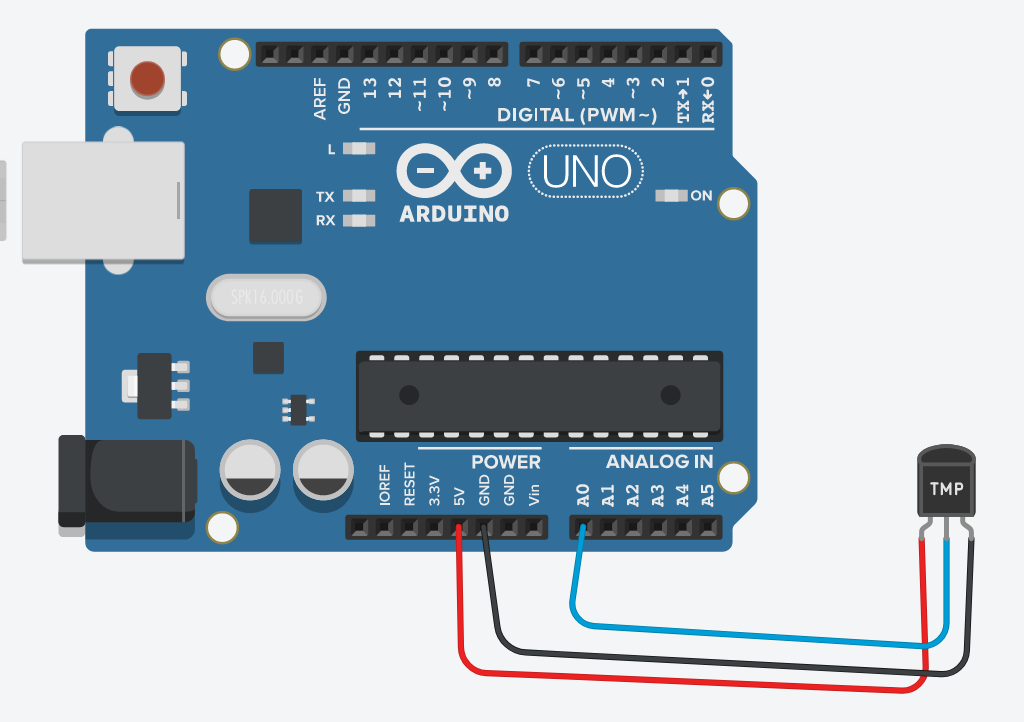 AREF
GND
13
12
~11
~10
~9
8
7
~6
~5
4
~3
2
TX→1
RX←0
DIGITAL (PWM~)
L
TX
RX
ARDUINO
UNO
ON
SPK16.000G
POWER
ANALOG IN
IOREF
RESET
3.3V
5V
GND
GND
Vin
A0
A1
A2
A3
A4
A5
TMP